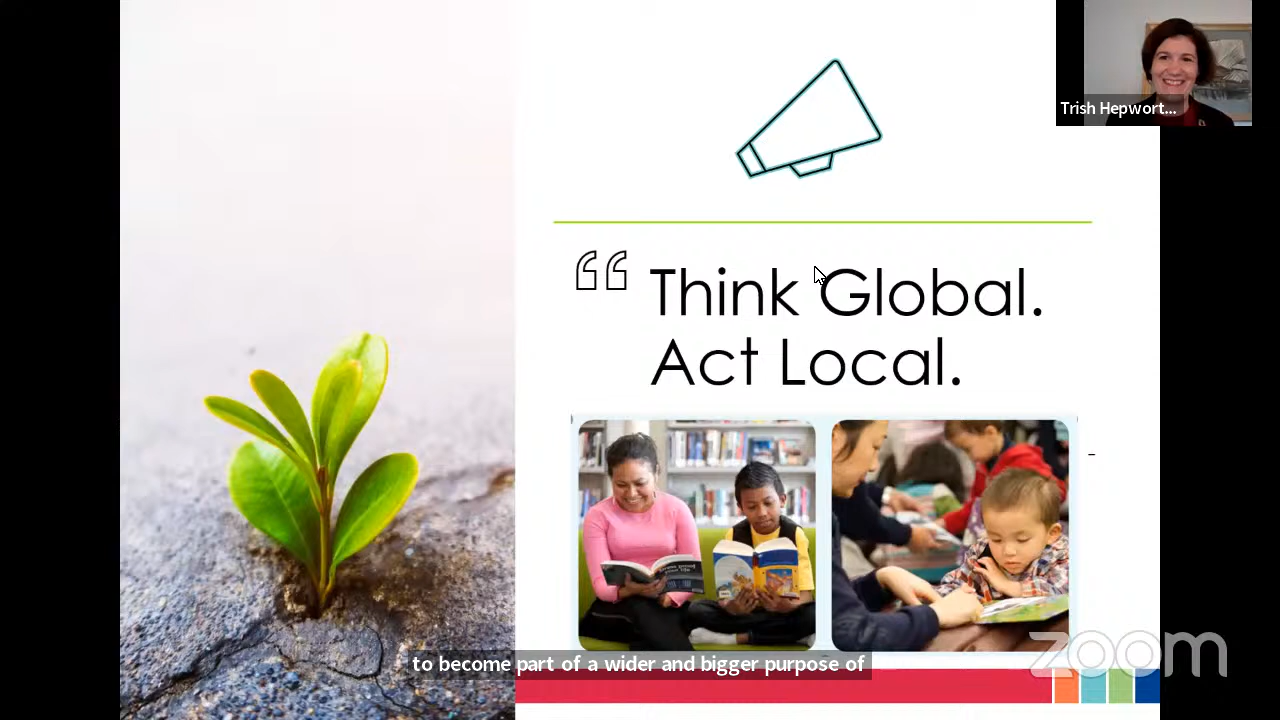 Trish Hepwort...
“ Think Global.
Act Local.
to become part of a wider and bigger purpose of
zoom